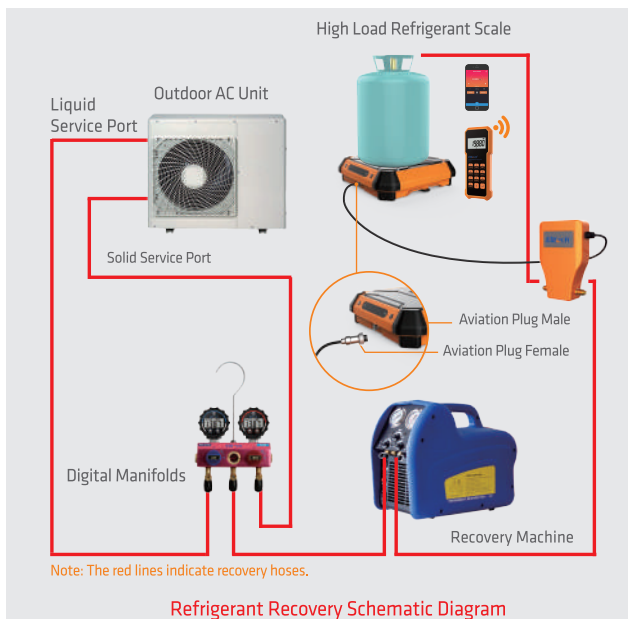 High Load Refrigerant Scale
Outdoor AC Unit
Liquid
Service Port
Solid Service Port
Aviation Plug Male
Aviation Plug Female
Digital Manifolds
Recovery Machine
Note: The red lines indicate recovery hoses.
Refrigerant Recovery Schematic Diagram